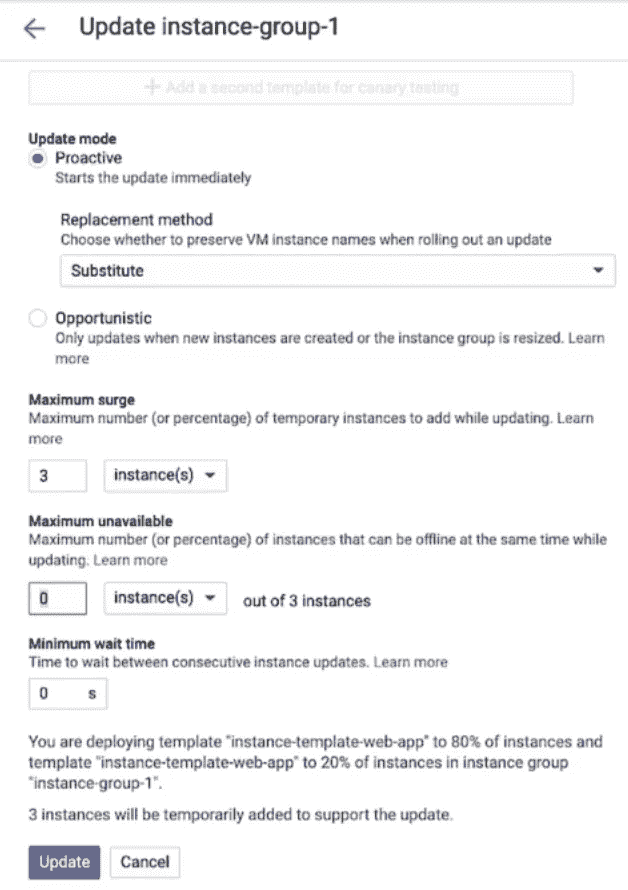 Update instance-group-1
+ Add a second template for canary testing
Update mode
Proactive
Starts the update immediately
Replacement method
Choose whether to preserve VM instance names when rolling out an update
Substitute
Opportunistic
Only updates when new instances are created or the instance group is resized. Learn
more
Maximum surge
Maximum number (or percentage) of temporary instances to add while updating. Learn
more
3 instance(s)
Maximum unavailable
Maximum number (or percentage) of instances that can be offline at the same time while
updating. Learn more
0 instance(s) out of 3 instances
Minimum wait time
Time to wait between consecutive instance updates. Learn more
0 s
You are deploying template "instance-template-web-app" to 80% of instances and
template "instance-template-web-app" to 20% of instances in instance group
"instance-group-1".
3 instances will be temporarily added to support the update.
Update Cancel